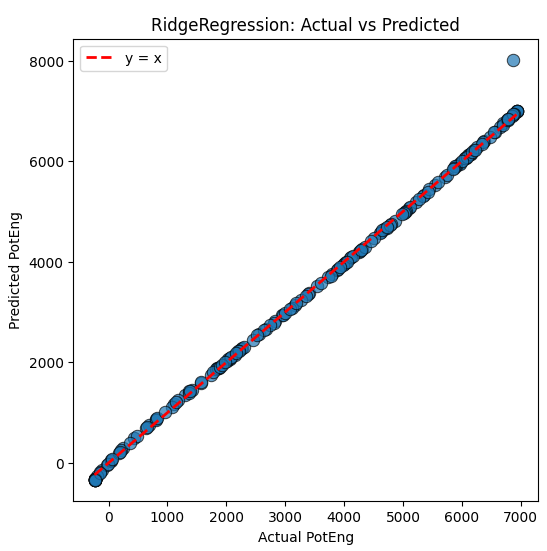 RidgeRegression: Actual vs Predicted
y = x
8000
6000
4000
2000
0
Predicted PotEng
0 1000 2000 3000 4000 5000 6000 7000
Actual PotEng